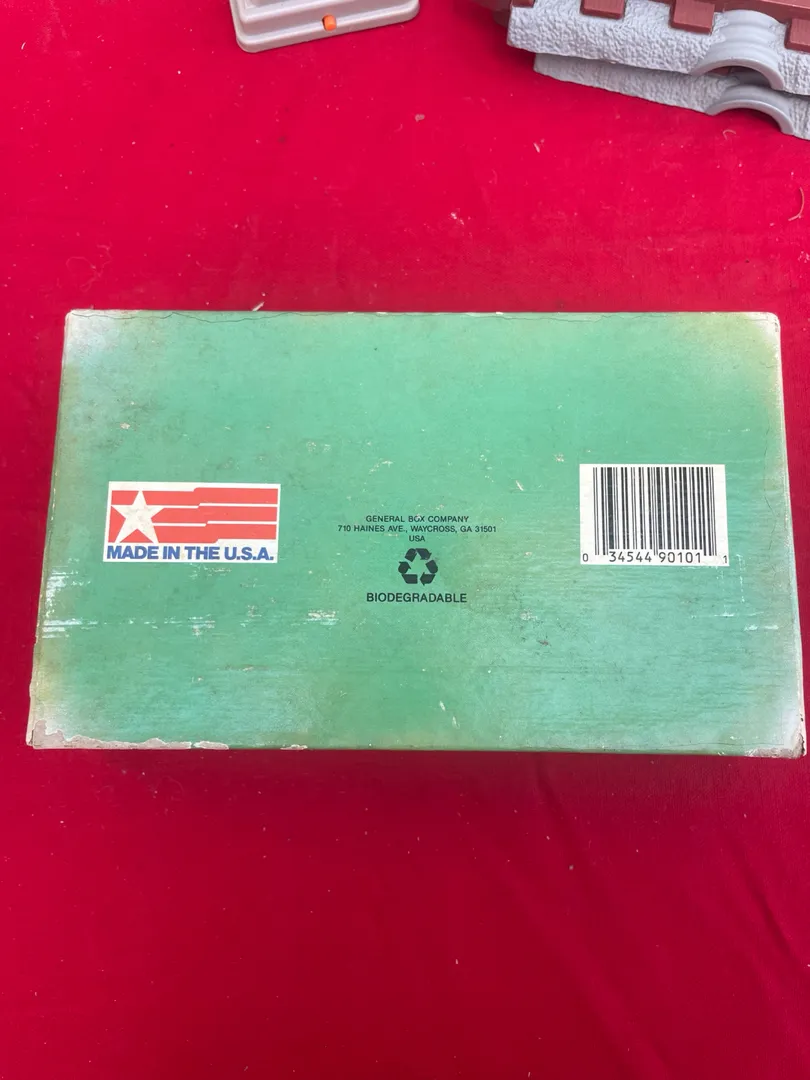 MADE IN THE U.S.A.
GENERAL BOX COMPANY
710 HAINES AVE., WAYCROSS, GA 31501
USA
BIODEGRADABLE
0 34544 90101 1